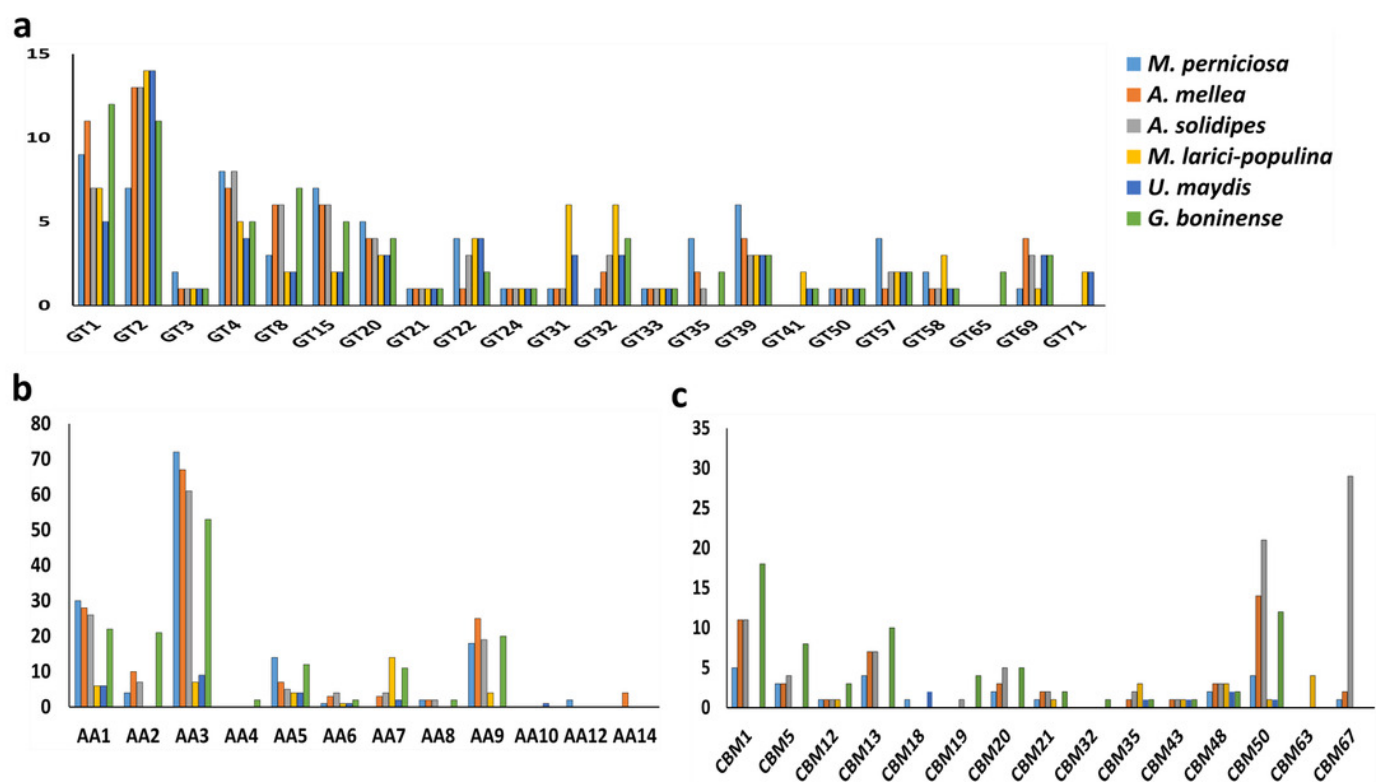 a
15
10
5
0
GT1 GT2 GT3 GT4 GT8 GT15 GT20 GT21 GT22 GT24 GT31 GT32 GT33 GT35 GT39 GT41 GT50 GT57 GT58 GT65 GT69 GT71
M. perniciosa
A. mellea
A. solidipes
M. larici-populina
U. maydis
G. boninense
b
80
70
60
50
40
30
20
10
0
AA1 AA2 AA3 AA4 AA5 AA6 AA7 AA8 AA9 AA10 AA12 AA14
c
35
30
25
20
15
10
5
0
CBM1 CBM5 CBM12 CBM13 CBM18 CBM19 CBM20 CBM21 CBM32 CBM35 CBM43 CBM48 CBM50 CBM63 CBM67